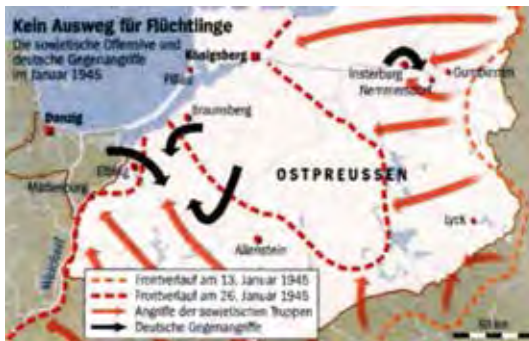 Kein Ausweg für Flüchtlinge
Die sowjetische Offensive und
deutsche Gegenangriffe
im Januar 1945
Königsberg
Pillau
Insterburg
Gumbinnen
Nemmersdorf
Danzig
Braunsberg
Elbing
OSTPREUSSEN
Marienburg
Lyck
Allenstein
Frontverlauf am 13. Januar 1945
Frontverlauf am 26. Januar 1945
Angriffe der sowjetischen Truppen
Deutsche Gegenangriffe
50 km